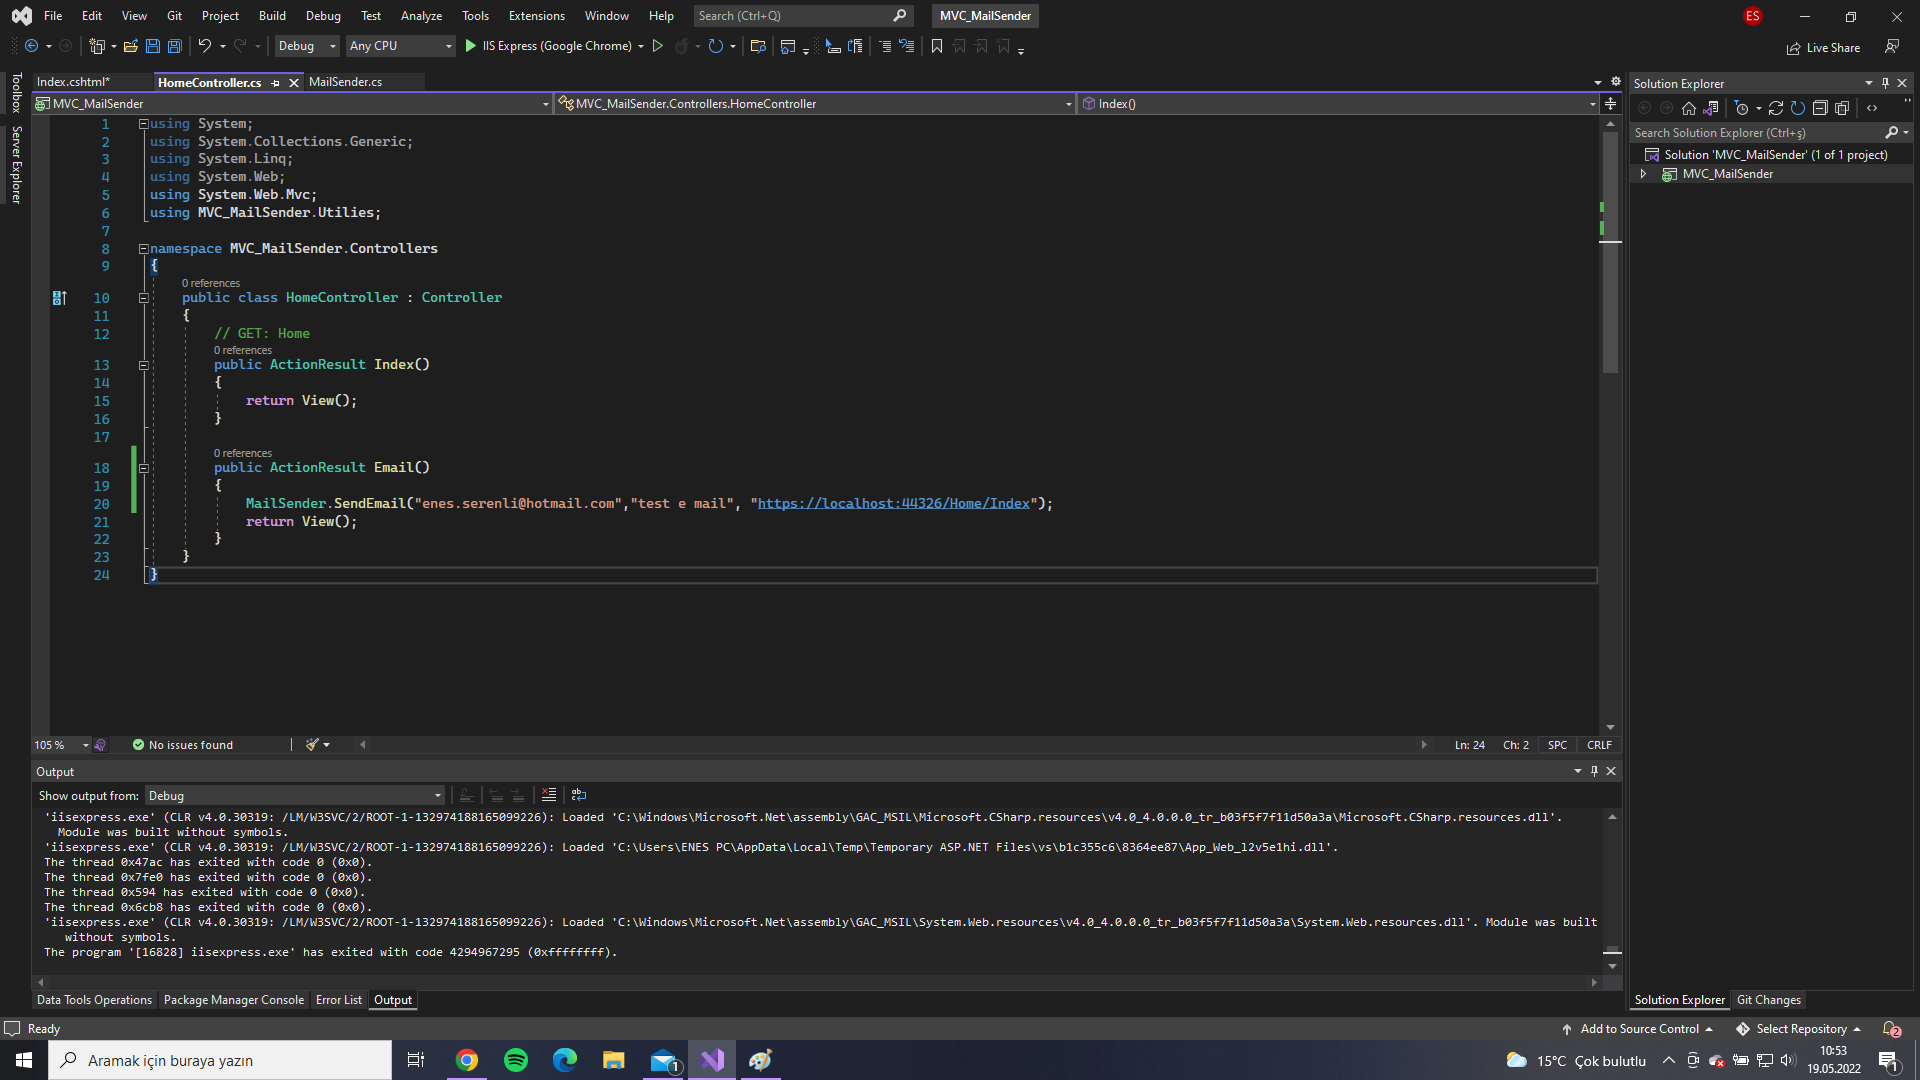 File Edit View Git Project Build Debug Test Analyze Tools Extensions Window Help Search (Ctrl+Q) MVC_MailSender ES
Debug Any CPU IIS Express (Google Chrome) Live Share
Toolbox
Server Explorer
Index.cshtml* HomeController.cs MailSender.cs
MVC_MailSender MVC_MailSender.Controllers.HomeController Index()
1 using System;
2 using System.Collections.Generic;
3 using System.Linq;
4 using System.Web;
5 using System.Web.Mvc;
6 using MVC_MailSender.Utilies;
7
8 namespace MVC_MailSender.Controllers
9 {
0 references
10 public class HomeController : Controller
11 {
12 // GET: Home
0 references
13 public ActionResult Index()
14 {
15 return View();
16 }
17
0 references
18 public ActionResult Email()
19 {
20 MailSender.SendEmail("enes.serenli@hotmail.com","test e mail", "https://localhost:44326/Home/Index");
21 return View();
22 }
23 }
24 }
105 % No issues found Ln: 24 Ch: 2 SPC CRLF
Output
Show output from: Debug
'iisexpress.exe' (CLR v4.0.30319: /LM/W3SVC/2/ROOT-1-132974188165099226): Loaded 'C:\Windows\Microsoft.Net\assembly\GAC_MSIL\Microsoft.CSharp.resources\v4.0_4.0.0.0_tr_b03f5f7f11d50a3a\Microsoft.CSharp.resources.dll'.
Module was built without symbols.
'iisexpress.exe' (CLR v4.0.30319: /LM/W3SVC/2/ROOT-1-132974188165099226): Loaded 'C:\Users\ENES PC\AppData\Local\Temp\Temporary ASP.NET Files\vs\b1c355c6\8364ee87\App_Web_l2v5e1hi.dll'.
The thread 0x47ac has exited with code 0 (0x0).
The thread 0x7fe0 has exited with code 0 (0x0).
The thread 0x594 has exited with code 0 (0x0).
The thread 0x6cb8 has exited with code 0 (0x0).
'iisexpress.exe' (CLR v4.0.30319: /LM/W3SVC/2/ROOT-1-132974188165099226): Loaded 'C:\Windows\Microsoft.Net\assembly\GAC_MSIL\System.Web.resources\v4.0_4.0.0.0_tr_b03f5f7f11d50a3a\System.Web.resources.dll'. Module was built
without symbols.
The program '[16828] iisexpress.exe' has exited with code 4294967295 (0xffffffff).
Data Tools Operations Package Manager Console Error List Output
Solution Explorer
Search Solution Explorer (Ctrl+ş)
Solution 'MVC_MailSender' (1 of 1 project)
MVC_MailSender
Solution Explorer Git Changes
Ready Add to Source Control Select Repository 2
Aramak için buraya yazın 1 15°C Çok bulutlu 10:53
19.05.2022 1